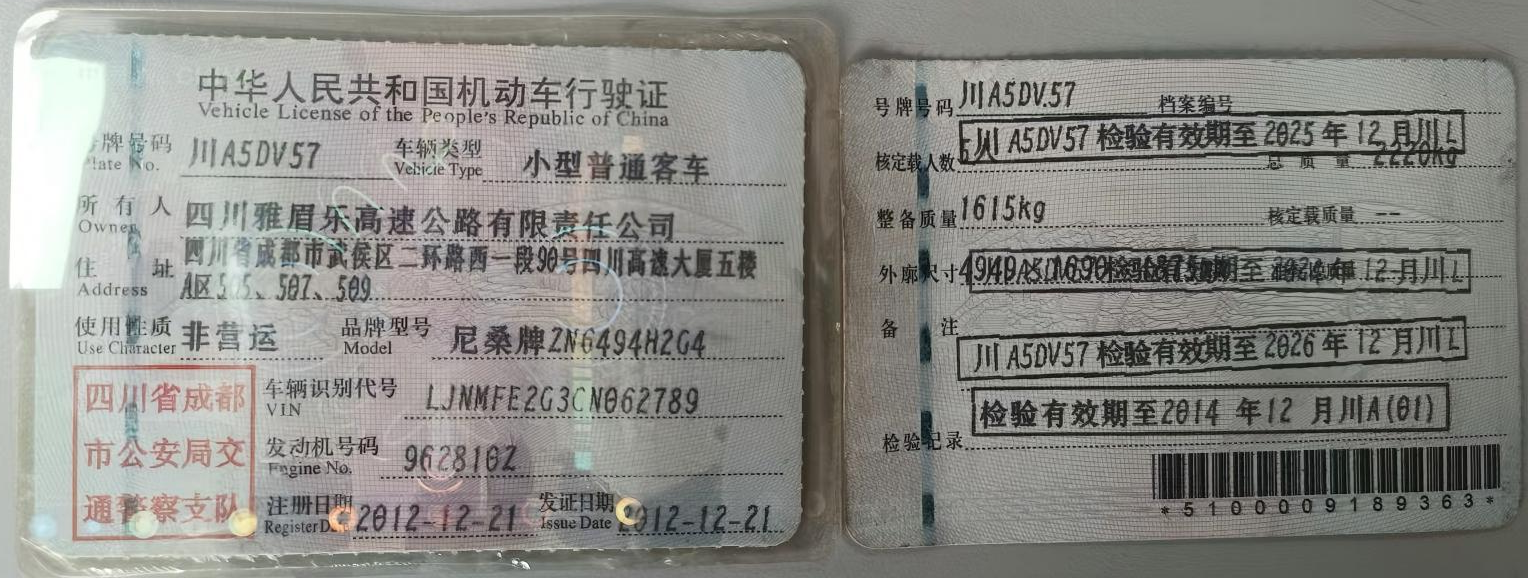 中华人民共和国机动车行驶证
Vehicle License of the People's Republic of China
号牌号码 川A5DV57 车辆类型 小型普通客车
Plate No. Vehicle Type
所有人 四川雅眉乐高速公路有限责任公司
Owner
住址 四川省成都市武侯区二环路西一段90号四川高速大厦五楼
Address A区505、507、509
使用性质 非营运 品牌型号 尼桑牌ZN6494H2G4
Use Character Model
四川省成都
市公安局交
通警察支队
车辆识别代号 LJNMFE2G3CN062789
VIN
发动机号码 962810Z
Engine No.
注册日期 2012-12-21 发证日期 2012-12-21
Register Date Issue Date
号牌号码 川A5DV57 档案编号
川A5DV57 检验有效期至2025年12月川L
核定载人数 5人 总质量 2220kg
整备质量 1615kg 核定载质量 --
外廓尺寸
12月川L
备注
川A5DV57 检验有效期至2026年12月川L
检验有效期至2014年12月川A(01)
检验记录
*5100009189363*